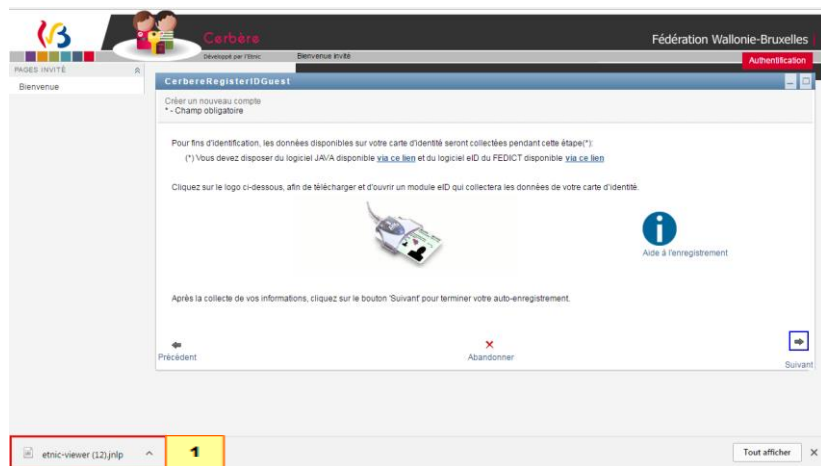 Cerbère
Fédération Wallonie-Bruxelles
Développé par l'Etnic
Bienvenue invité
Authentification
PAGES INVITÉ
Bienvenue
CerbereRegisterIDGuest
Créer un nouveau compte
* - Champ obligatoire
Pour fins d'identification, les données disponibles sur votre carte d'identité seront collectées pendant cette étape(*):
(*) Vous devez disposer du logiciel JAVA disponible via ce lien et du logiciel eID du FEDICT disponible via ce lien
Cliquez sur le logo ci-dessous, afin de télécharger et d'ouvrir un module eID qui collectera les données de votre carte d'identité.
Aide à l'enregistrement
Après la collecte de vos informations, cliquez sur le bouton 'Suivant' pour terminer votre auto-enregistrement.
Précédent
Abandonner
Suivant
etnic-viewer (12).jnlp
1
Tout afficher